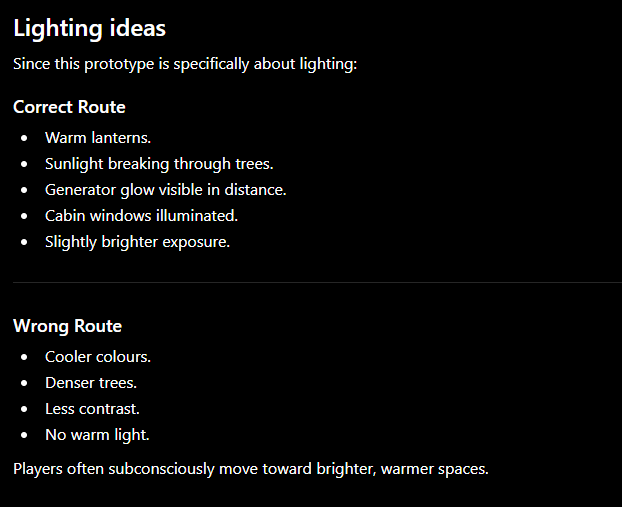 Lighting ideas
Since this prototype is specifically about lighting:
Correct Route
• Warm lanterns.
• Sunlight breaking through trees.
• Generator glow visible in distance.
• Cabin windows illuminated.
• Slightly brighter exposure.
Wrong Route
• Cooler colours.
• Denser trees.
• Less contrast.
• No warm light.
Players often subconsciously move toward brighter, warmer spaces.